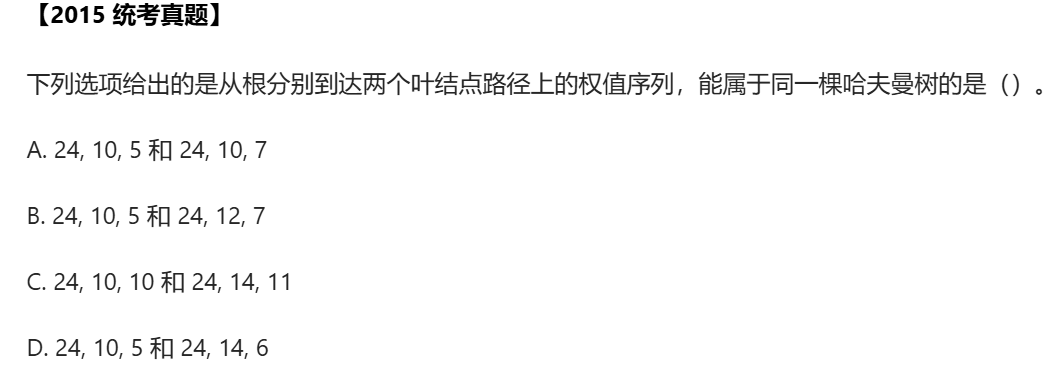 【2015 统考真题】
下列选项给出的是从根分别到达两个叶结点路径上的权值序列，能属于同一棵哈夫曼树的是（）。
A. 24, 10, 5 和 24, 10, 7
B. 24, 10, 5 和 24, 12, 7
C. 24, 10, 10 和 24, 14, 11
D. 24, 10, 5 和 24, 14, 6